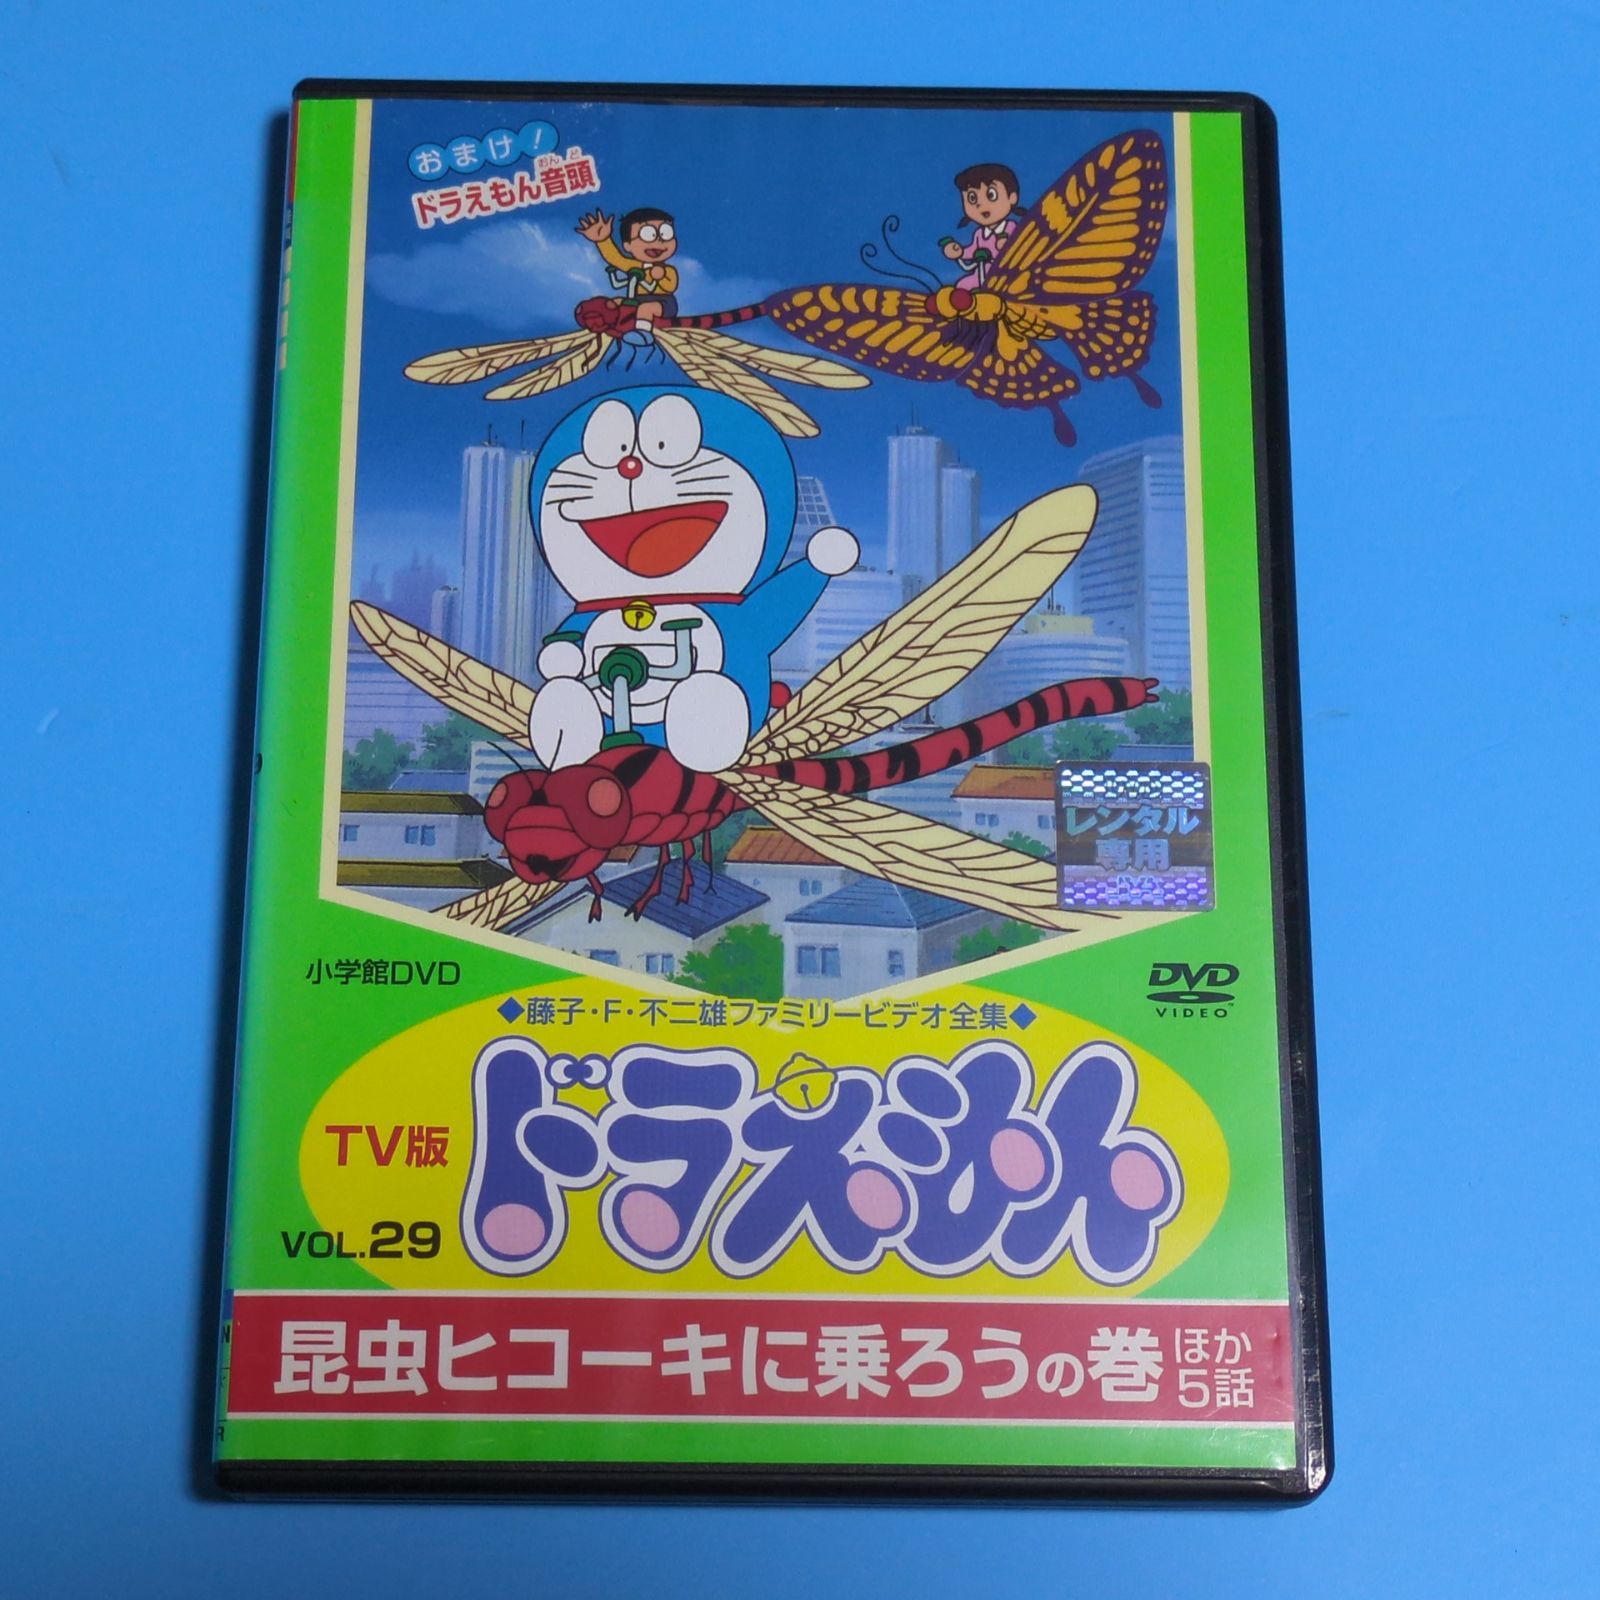 おまけ！
おんど
ドラえもん音頭
レンタル
専用
小学館DVD
DVD
VIDEO
◆藤子・F・不二雄ファミリービデオ全集◆
TV版
ドラえもん
VOL.29
昆虫ヒコーキに乗ろうの巻
ほか
5話